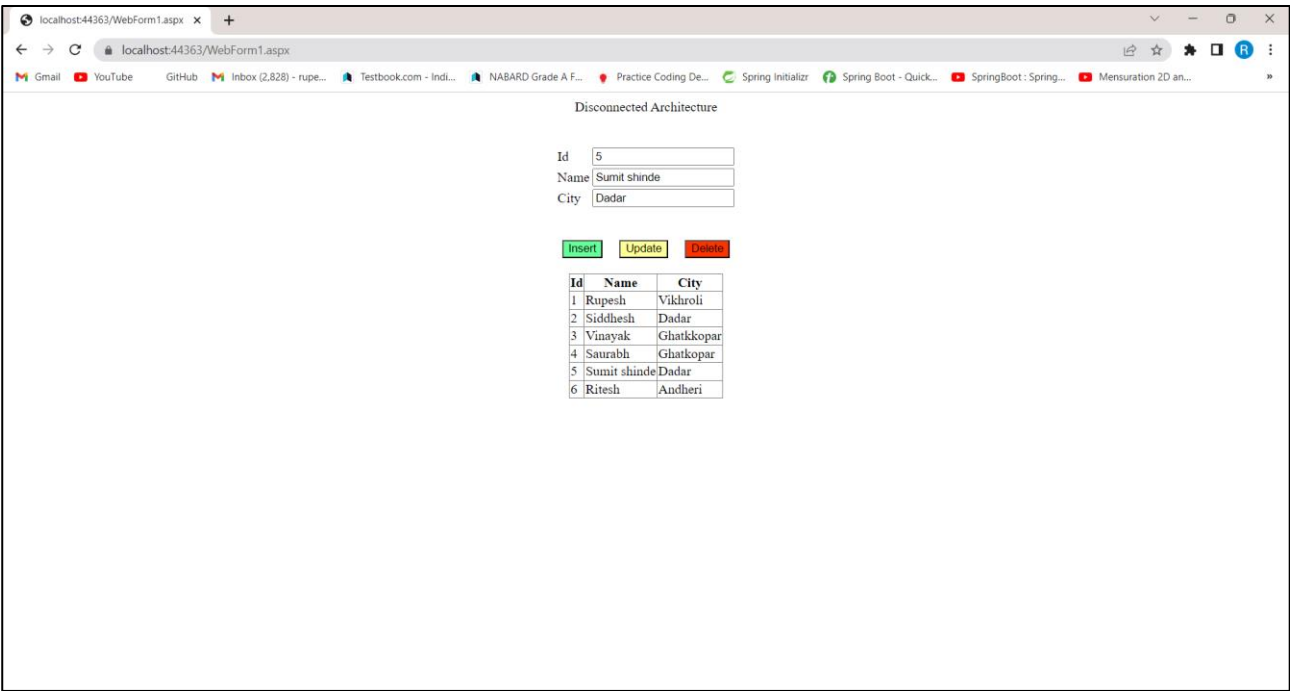 localhost:44363/WebForm1.aspx
localhost:44363/WebForm1.aspx R
Gmail YouTube GitHub Inbox (2,828) - rupe... Testbook.com - Indi... NABARD Grade A F... Practice Coding De... Spring Initializr Spring Boot - Quick... SpringBoot : Spring... Mensuration 2D an... »
Disconnected Architecture
Id 5
Name Sumit shinde
City Dadar
Insert Update Delete
Id Name City
1 Rupesh Vikhroli
2 Siddhesh Dadar
3 Vinayak Ghatkkopar
4 Saurabh Ghatkopar
5 Sumit shinde Dadar
6 Ritesh Andheri